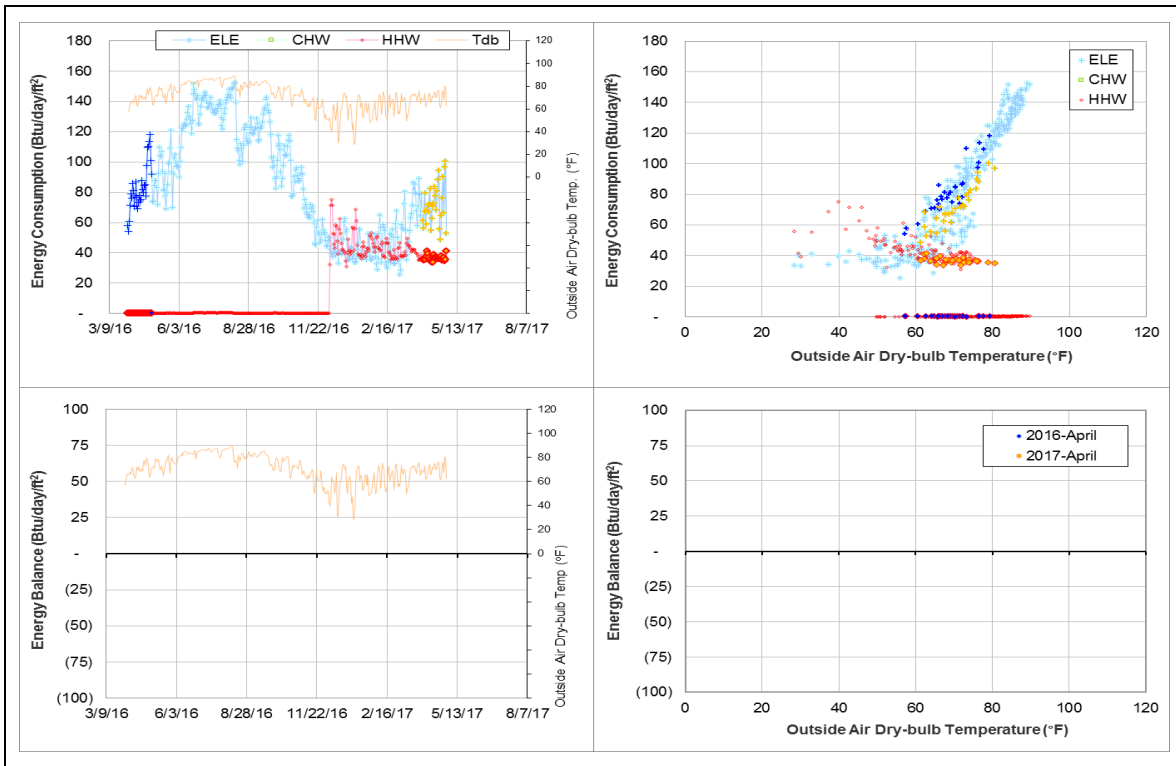 ELE CHW HHW Tdb
Energy Consumption (Btu/day/ft²)
180
160
140
120
100
80
60
40
20
-
120
100
80
60
40
20
0
Outside Air Dry-bulb Temp. (°F)
3/9/16 6/3/16 8/28/16 11/22/16 2/16/17 5/13/17 8/7/17
Energy Consumption (Btu/day/ft²)
180
160
140
120
100
80
60
40
20
-
ELE
CHW
HHW
0 20 40 60 80 100 120
Outside Air Dry-bulb Temperature (°F)
Energy Balance (Btu/day/ft²)
100
75
50
25
-
(25)
(50)
(75)
(100)
120
100
80
60
40
20
0
Outside Air Dry-bulb Temp (°F)
3/9/16 6/3/16 8/28/16 11/22/16 2/16/17 5/13/17 8/7/17
Energy Balance (Btu/day/ft²)
100
75
50
25
-
(25)
(50)
(75)
(100)
2016-April
2017-April
0 20 40 60 80 100 120
Outside Air Dry-bulb Temperature (°F)